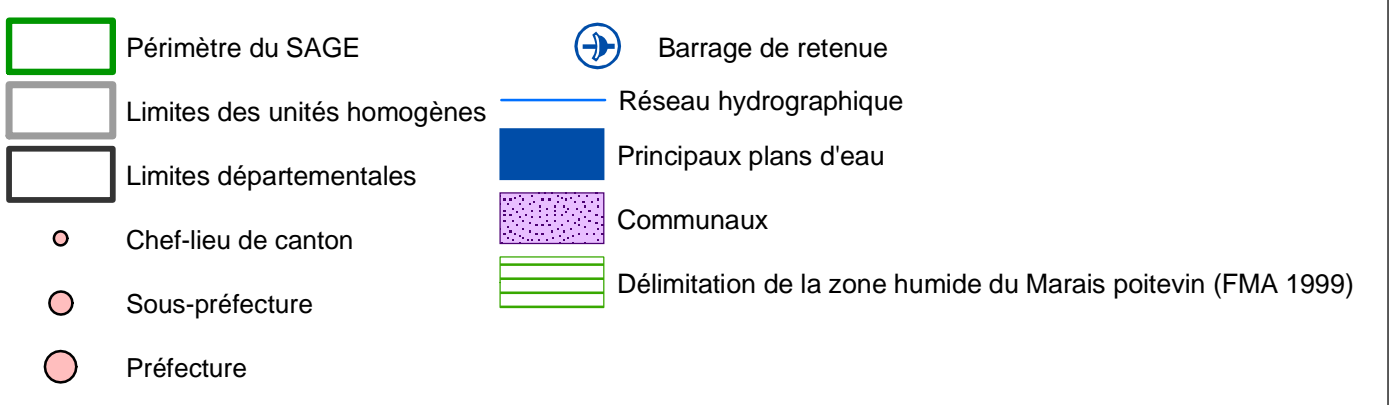 Périmètre du SAGE
Limites des unités homogènes
Limites départementales
Chef-lieu de canton
Sous-préfecture
Préfecture
Barrage de retenue
Réseau hydrographique
Principaux plans d'eau
Communaux
Délimitation de la zone humide du Marais poitevin (FMA 1999)